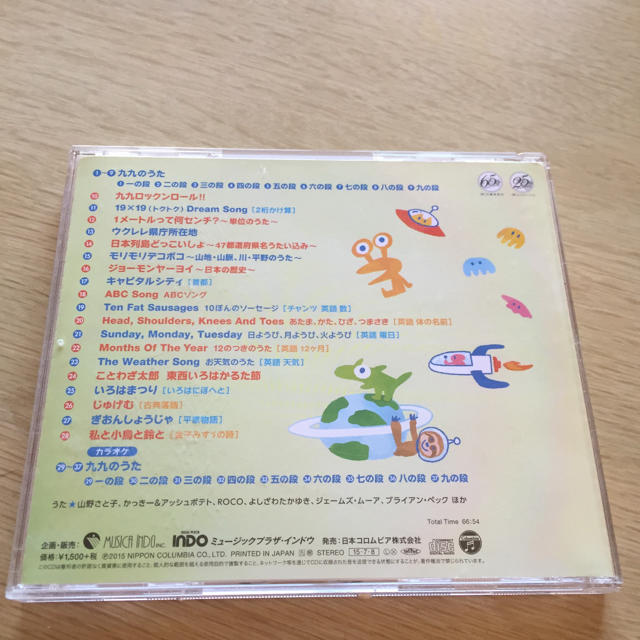 1~9 九九のうた
1 一の段 2 二の段 3 三の段 4 四の段 5 五の段 6 六の段 7 七の段 8 八の段 9 九の段
10 九九ロックンロール!!
11 19×19(トクトク) Dream Song [2桁かけ算]
12 1メートルって何センチ?〜単位のうた〜
13 ウクレレ県庁所在地
14 日本列島どっこいしょ〜47都道府県名うたい込み〜
15 モリモリデコボコ〜山地・山脈、川・平野のうた〜
16 ジョーモンヤーヨイ〜日本の歴史〜
17 キャピタルシティ [首都]
18 ABC Song ABCソング
19 Ten Fat Sausages 10ぽんのソーセージ [チャンツ 英語 数]
20 Head, Shoulders, Knees And Toes あたま、かた、ひざ、つまさき [英語 体の名前]
21 Sunday, Monday, Tuesday 日ようび、月ようび、火ようび [英語 曜日]
22 Months Of The Year 12のつきのうた [英語 12ヶ月]
23 The Weather Song お天気のうた [英語 天気]
24 ことわざ太郎 東西いろはかるた節
25 いろはまつり [いろはにほへと]
26 じゅげむ [古典落語]
27 ぎおんしょうじゃ [平家物語]
28 私と小鳥と鈴と [金子みすゞの詩]
カラオケ
29~37 九九のうた
29 一の段 30 二の段 31 三の段 32 四の段 33 五の段 34 六の段 35 七の段 36 八の段 37 九の段
うた★山野さと子、かっきー&アッシュポテト、ROCO、よしざわたかゆき、ジェームズ・ムーア、ブライアン・ペック ほか
Total Time 66:54
企画・販売: MUSICA INDO INC. INDO ミュージックプラザ・インドウ 発売:日本コロムビア株式会社
価格:¥1,500+税 ℗2015 NIPPON COLUMBIA CO., LTD. PRINTED IN JAPAN STEREO 15・7・8
65
25